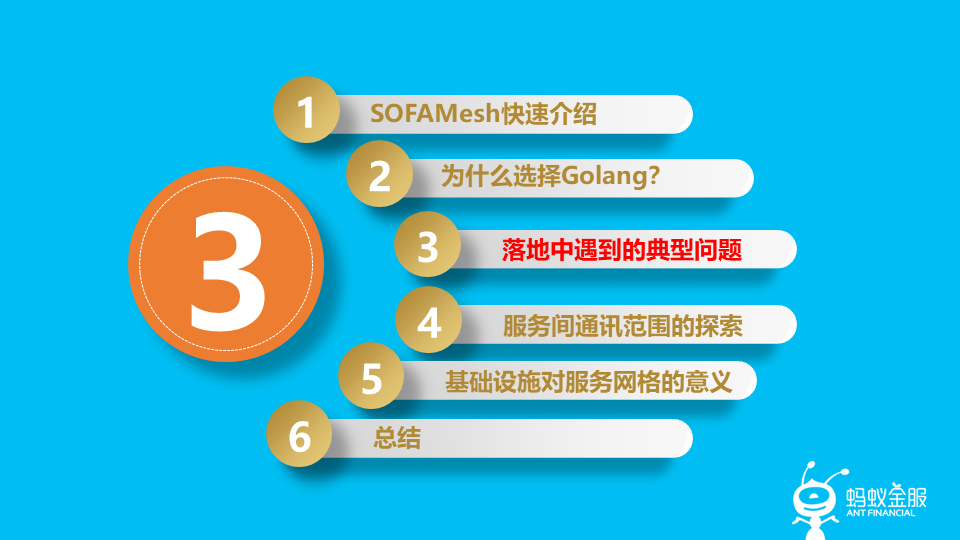 3
1 SOFAMesh快速介绍
2 为什么选择Golang?
3 落地中遇到的典型问题
4 服务间通讯范围的探索
5 基础设施对服务网格的意义
6 总结
蚂蚁金服
ANT FINANCIAL